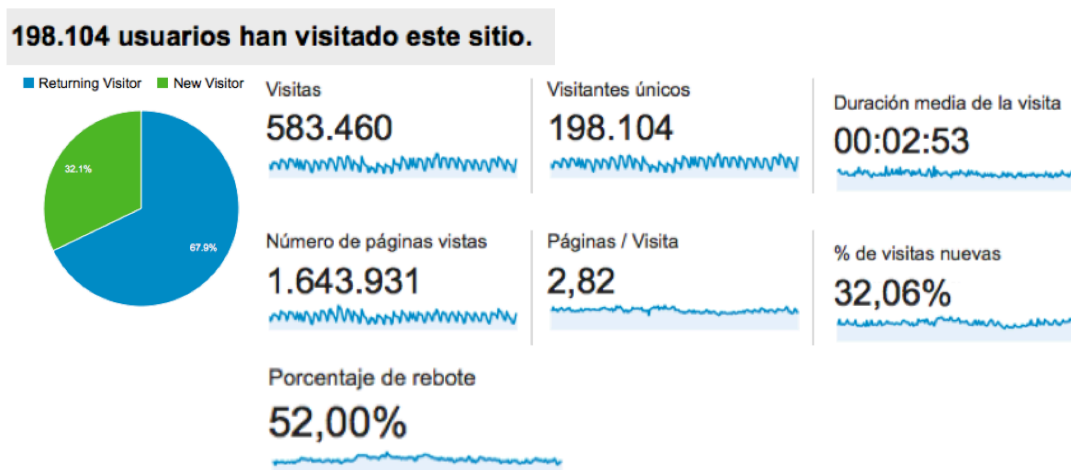 198.104 usuarios han visitado este sitio.
Returning Visitor
New Visitor
32.1%
67.9%
Visitas
583.460
Visitantes únicos
198.104
Duración media de la visita
00:02:53
Número de páginas vistas
1.643.931
Páginas / Visita
2,82
% de visitas nuevas
32,06%
Porcentaje de rebote
52,00%